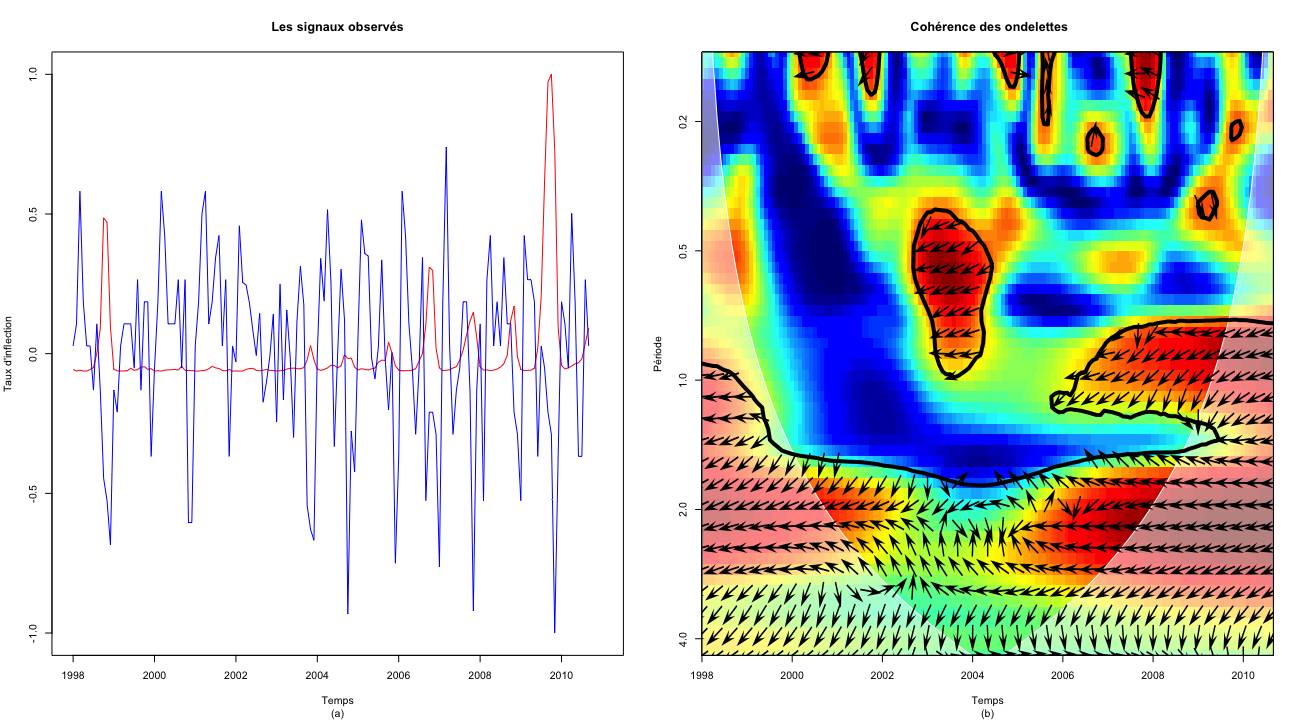 Les signaux observés
1.0
0.5
0.0
-0.5
-1.0
Taux d'inflection
1998 2000 2002 2004 2006 2008 2010
Temps
(a)
Cohérence des ondelettes
0.2
0.5
1.0
2.0
4.0
Période
1998 2000 2002 2004 2006 2008 2010
Temps
(b)